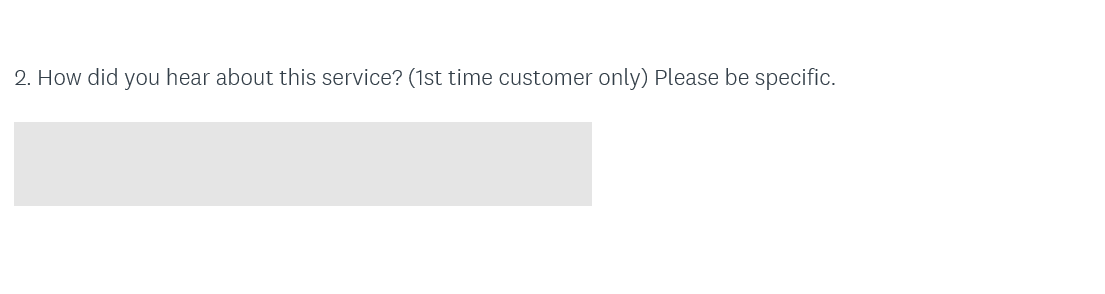 2. How did you hear about this service? (1st time customer only) Please be specific.